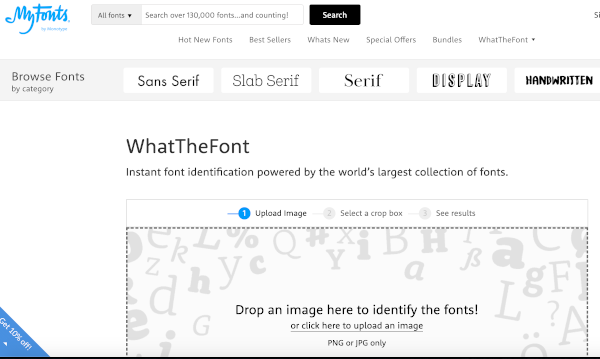 MyFonts
by Monotype
All fonts ▾ Search over 130,000 fonts...and counting! Search
Hot New Fonts Best Sellers Whats New Special Offers Bundles WhatTheFont ▾
Browse Fonts
by category
Sans Serif Slab Serif Serif DISPLAY HANDWRITTEN
WhatTheFont
Instant font identification powered by the world's largest collection of fonts.
1 Upload Image 2 Select a crop box 3 See results
Drop an image here to identify the fonts!
or click here to upload an image
PNG or JPG only
Get 10% off!